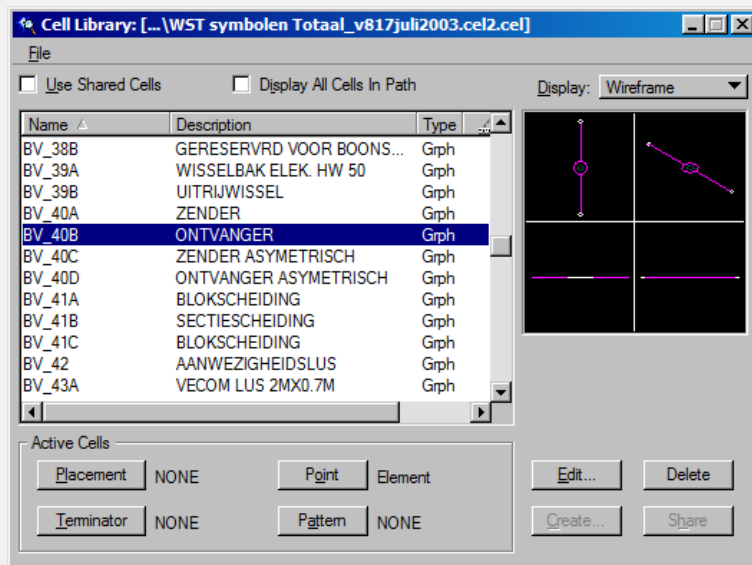 Cell Library: [...\WST symbolen Totaal_v817juli2003.cel2.cel]
File
Use Shared Cells Display All Cells In Path Display: Wireframe
Name Description Type
BV_38B GERESERVRD VOOR BOONS... Grph
BV_39A WISSELBAK ELEK. HW 50 Grph
BV_39B UITRIJWISSEL Grph
BV_40A ZENDER Grph
BV_40B ONTVANGER Grph
BV_40C ZENDER ASYMETRISCH Grph
BV_40D ONTVANGER ASYMETRISCH Grph
BV_41A BLOKSCHEIDING Grph
BV_41B SECTIESCHEIDING Grph
BV_41C BLOKSCHEIDING Grph
BV_42 AANWEZIGHEIDSLUS Grph
BV_43A VECOM LUS 2MX0.7M Grph
Active Cells
Placement NONE Point Element Edit... Delete
Terminator NONE Pattern NONE Create... Share